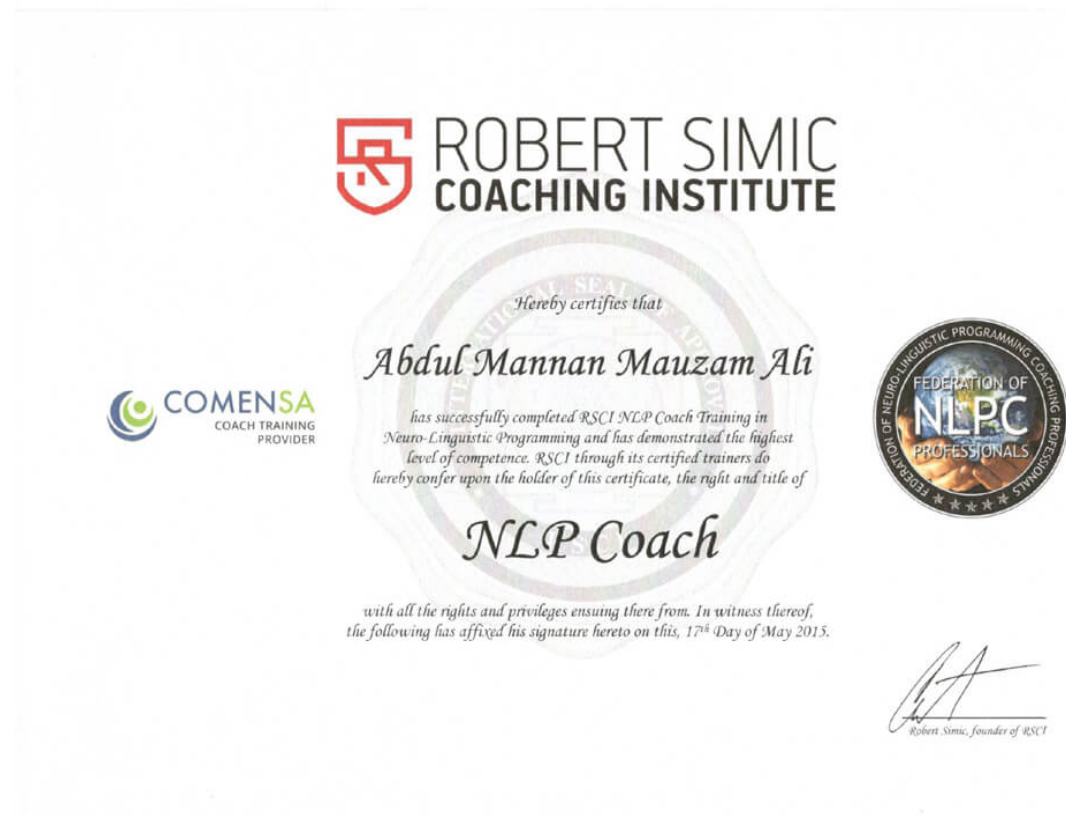 ROBERT SIMIC
COACHING INSTITUTE
INTERNATIONAL SEAL OF APPROVAL
Hereby certifies that
Abdul Mannan Mauzam Ali
has successfully completed RSCI NLP Coach Training in
Neuro-Linguistic Programming and has demonstrated the highest
level of competence. RSCI through its certified trainers do
hereby confer upon the holder of this certificate, the right and title of
NLP Coach
with all the rights and privileges ensuing there from. In witness thereof,
the following has affixed his signature hereto on this, 17th Day of May 2015.
COMENSA
COACH TRAINING
PROVIDER
FEDERATION OF NEURO-LINGUISTIC PROGRAMMING COACHING PROFESSIONALS
FEDERATION OF
NLPC
PROFESSIONALS
Robert Simic, founder of RSCI